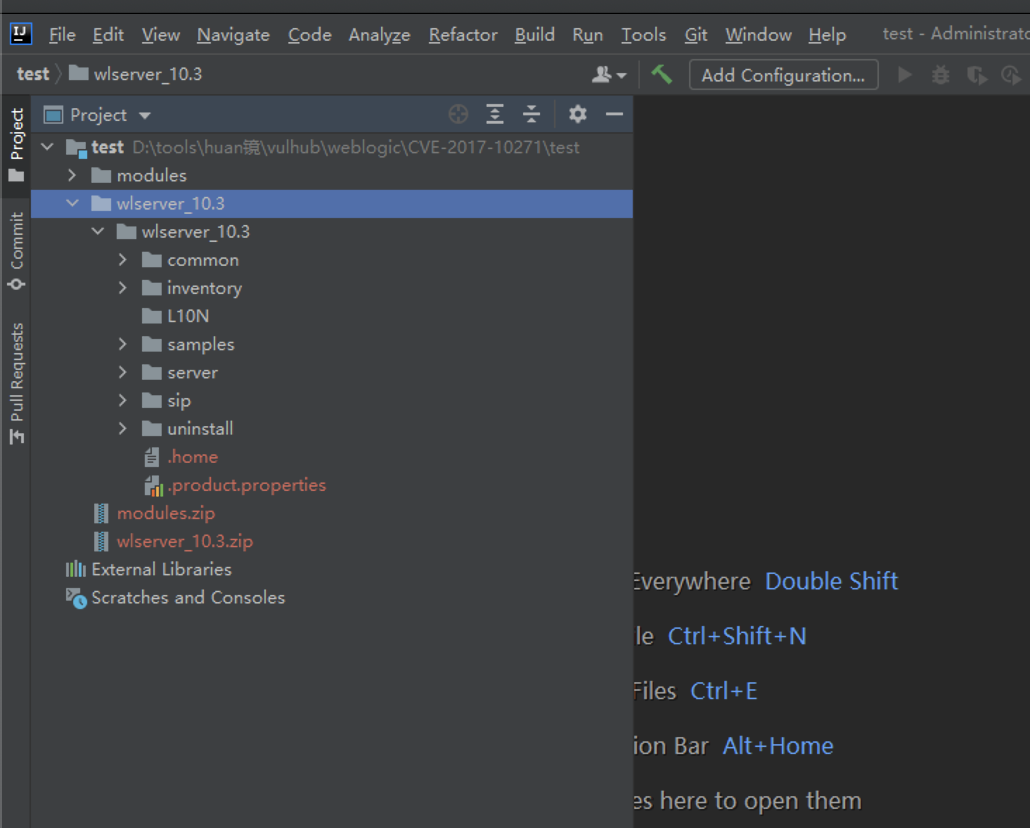 IJ File Edit View Navigate Code Analyze Refactor Build Run Tools Git Window Help test - Administrato
test wlserver_10.3 Add Configuration...
Project
Project
test D:\tools\huan镜\vulhub\weblogic\CVE-2017-10271\test
modules
wlserver_10.3
wlserver_10.3
common
inventory
L10N
samples
server
sip
uninstall
.home
.product.properties
modules.zip
wlserver_10.3.zip
External Libraries
Scratches and Consoles
Commit
Pull Requests
Everywhere Double Shift
le Ctrl+Shift+N
Files Ctrl+E
ion Bar Alt+Home
es here to open them